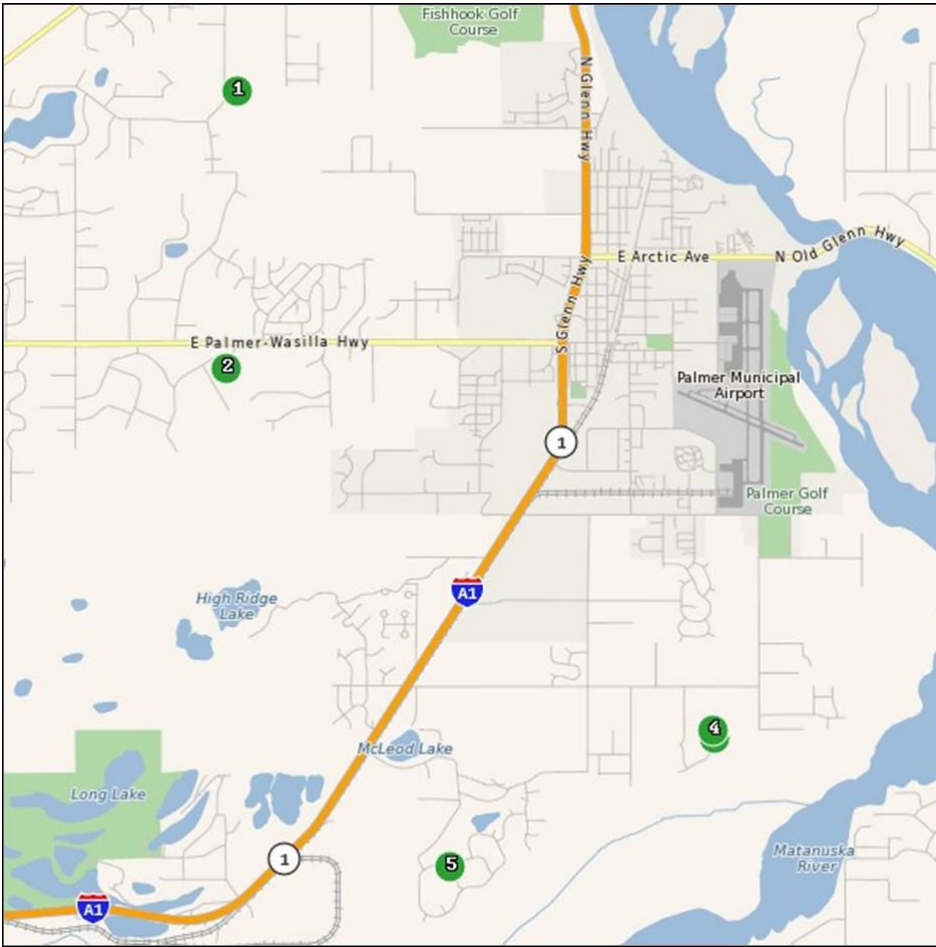 Fishhook Golf
Course
1
N Glenn Hwy
E Arctic Ave
N Old Glenn Hwy
S Glenn Hwy
E Palmer-Wasilla Hwy
2
Palmer Municipal
Airport
1
Palmer Golf
Course
A1
High Ridge
Lake
4
McLeod Lake
Long Lake
1
5
Matanuska
River
A1